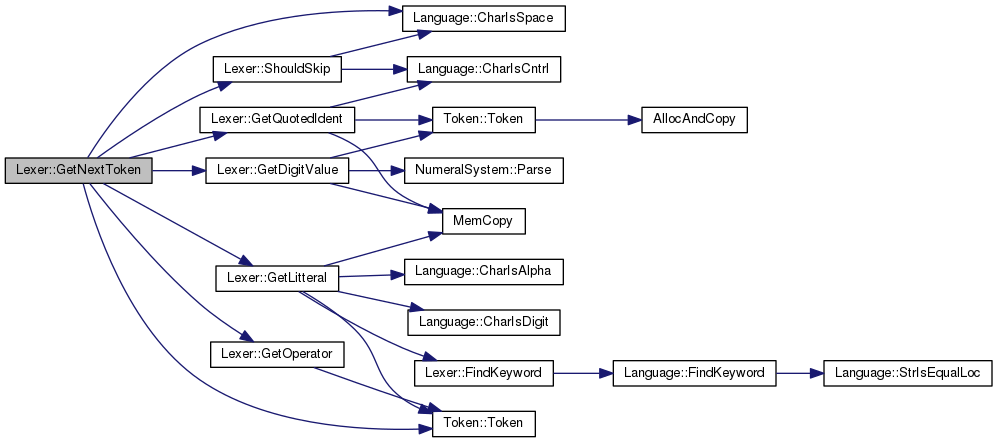 Language::CharIsSpace
Lexer::ShouldSkip
Language::CharIsCntrl
Lexer::GetQuotedIdent
Token::Token
AllocAndCopy
Lexer::GetNextToken
Lexer::GetDigitValue
NumeralSystem::Parse
MemCopy
Lexer::GetLitteral
Language::CharIsAlpha
Language::CharIsDigit
Lexer::GetOperator
Lexer::FindKeyword
Language::FindKeyword
Language::StrIsEqualLoc
Token::Token